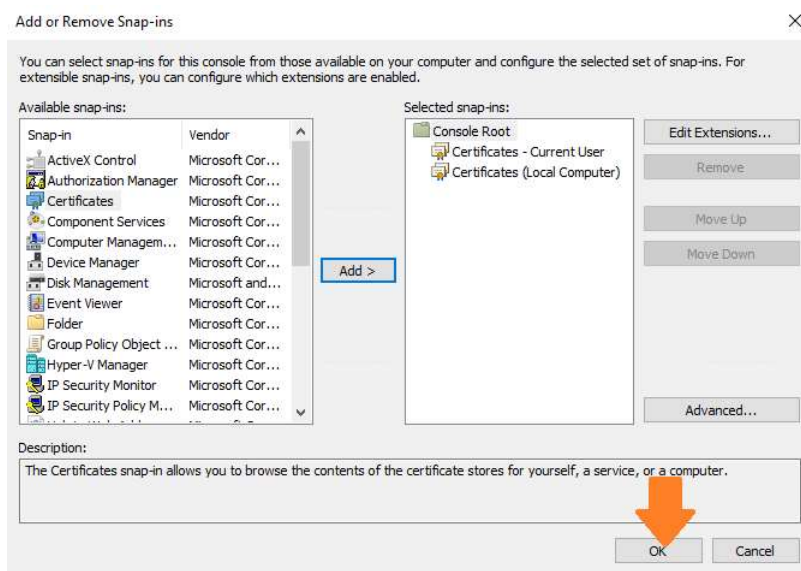 Add or Remove Snap-ins
You can select snap-ins for this console from those available on your computer and configure the selected set of snap-ins. For
extensible snap-ins, you can configure which extensions are enabled.
Available snap-ins:
Snap-in Vendor
ActiveX Control Microsoft Cor...
Authorization Manager Microsoft Cor...
Certificates Microsoft Cor...
Component Services Microsoft Cor...
Computer Managem... Microsoft Cor...
Device Manager Microsoft Cor...
Disk Management Microsoft and...
Event Viewer Microsoft Cor...
Folder Microsoft Cor...
Group Policy Object ... Microsoft Cor...
Hyper-V Manager Microsoft Cor...
IP Security Monitor Microsoft Cor...
IP Security Policy M... Microsoft Cor...
Add >
Selected snap-ins:
Console Root
Certificates - Current User
Certificates (Local Computer)
Edit Extensions...
Remove
Move Up
Move Down
Advanced...
Description:
The Certificates snap-in allows you to browse the contents of the certificate stores for yourself, a service, or a computer.
OK Cancel